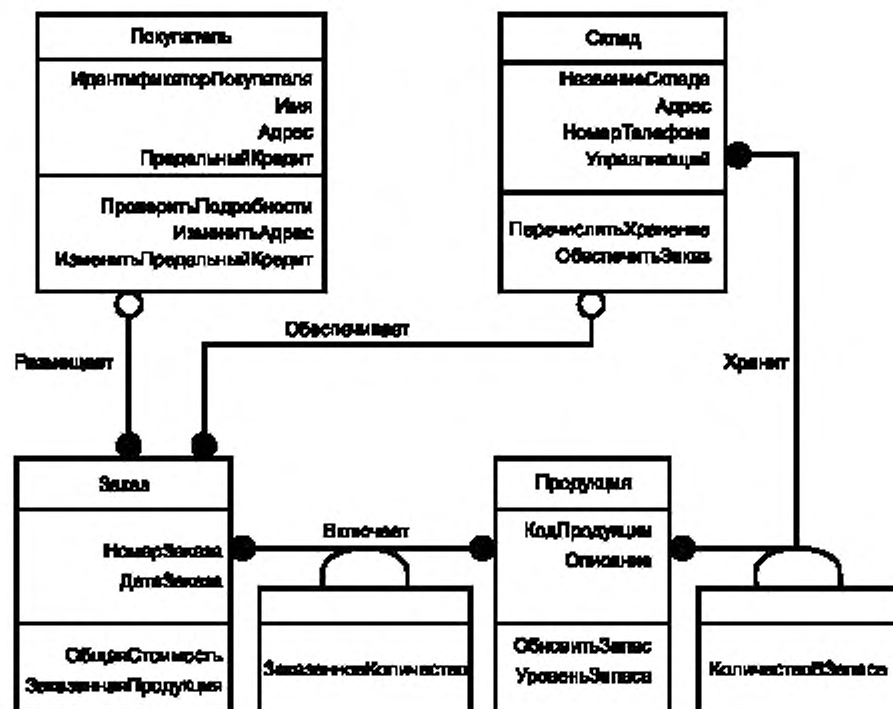 Покупатель
ИдентификаторПокупателя
Имя
Адрес
ПредельныйКредит
ПроверитьПодробности
ИзменитьАдрес
ИзменитьПредельныйКредит
Склад
НазваниеСклада
Адрес
НомерТелефона
Управляющий
ПеречислятьХранение
ОбеспечитьЗаказ
Обеспечивает
Размещает
Хранит
Заказ
НомерЗаказа
ДатаЗаказа
ОбщаяСтоимость
ЗаказаннаяПродукция
Включает
ЗаказанноеКоличество
Продукция
КодПродукции
Описание
ОбновитьЗапас
УровеньЗапаса
КоличествоВЗапасе